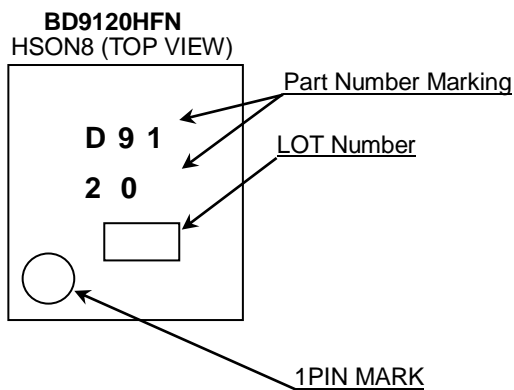 BD9120HFN
HSON8 (TOP VIEW)
Part Number Marking
D 9 1
LOT Number
2 0
1PIN MARK